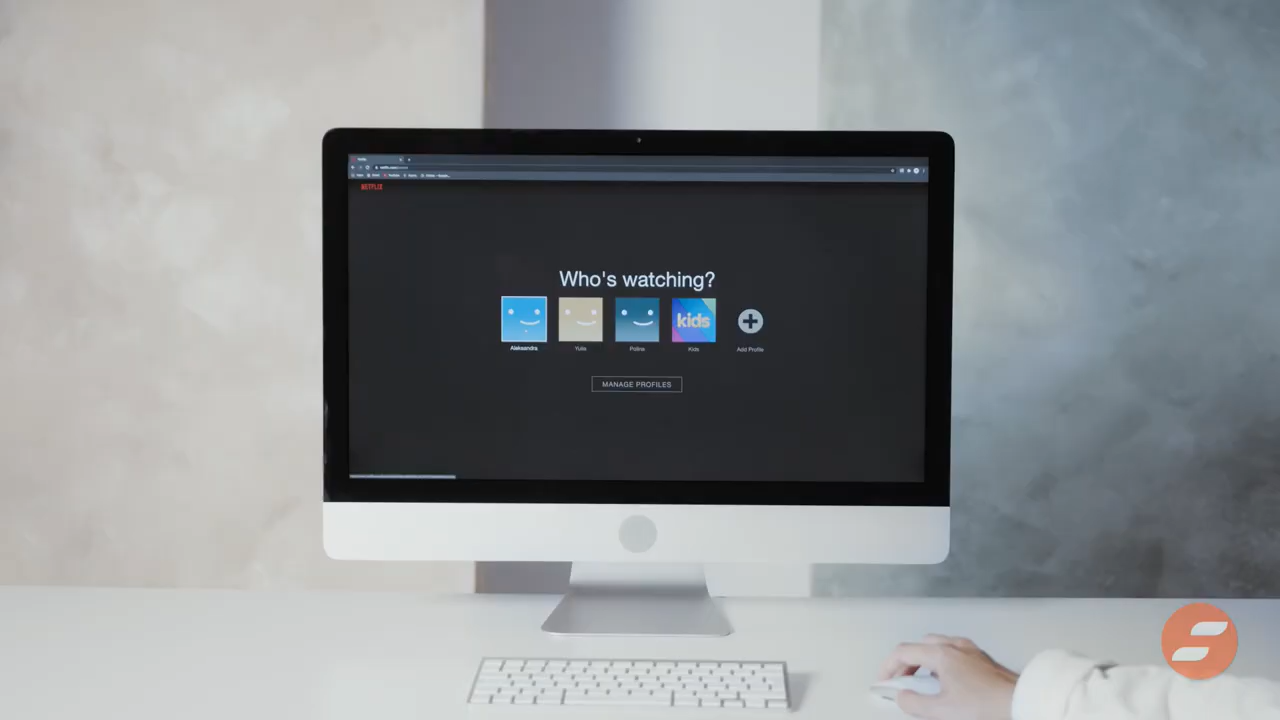 NETFLIX
Who's watching?
kids
Aleksandra
Yulia
Polina
Kids
Add Profile
MANAGE PROFILES